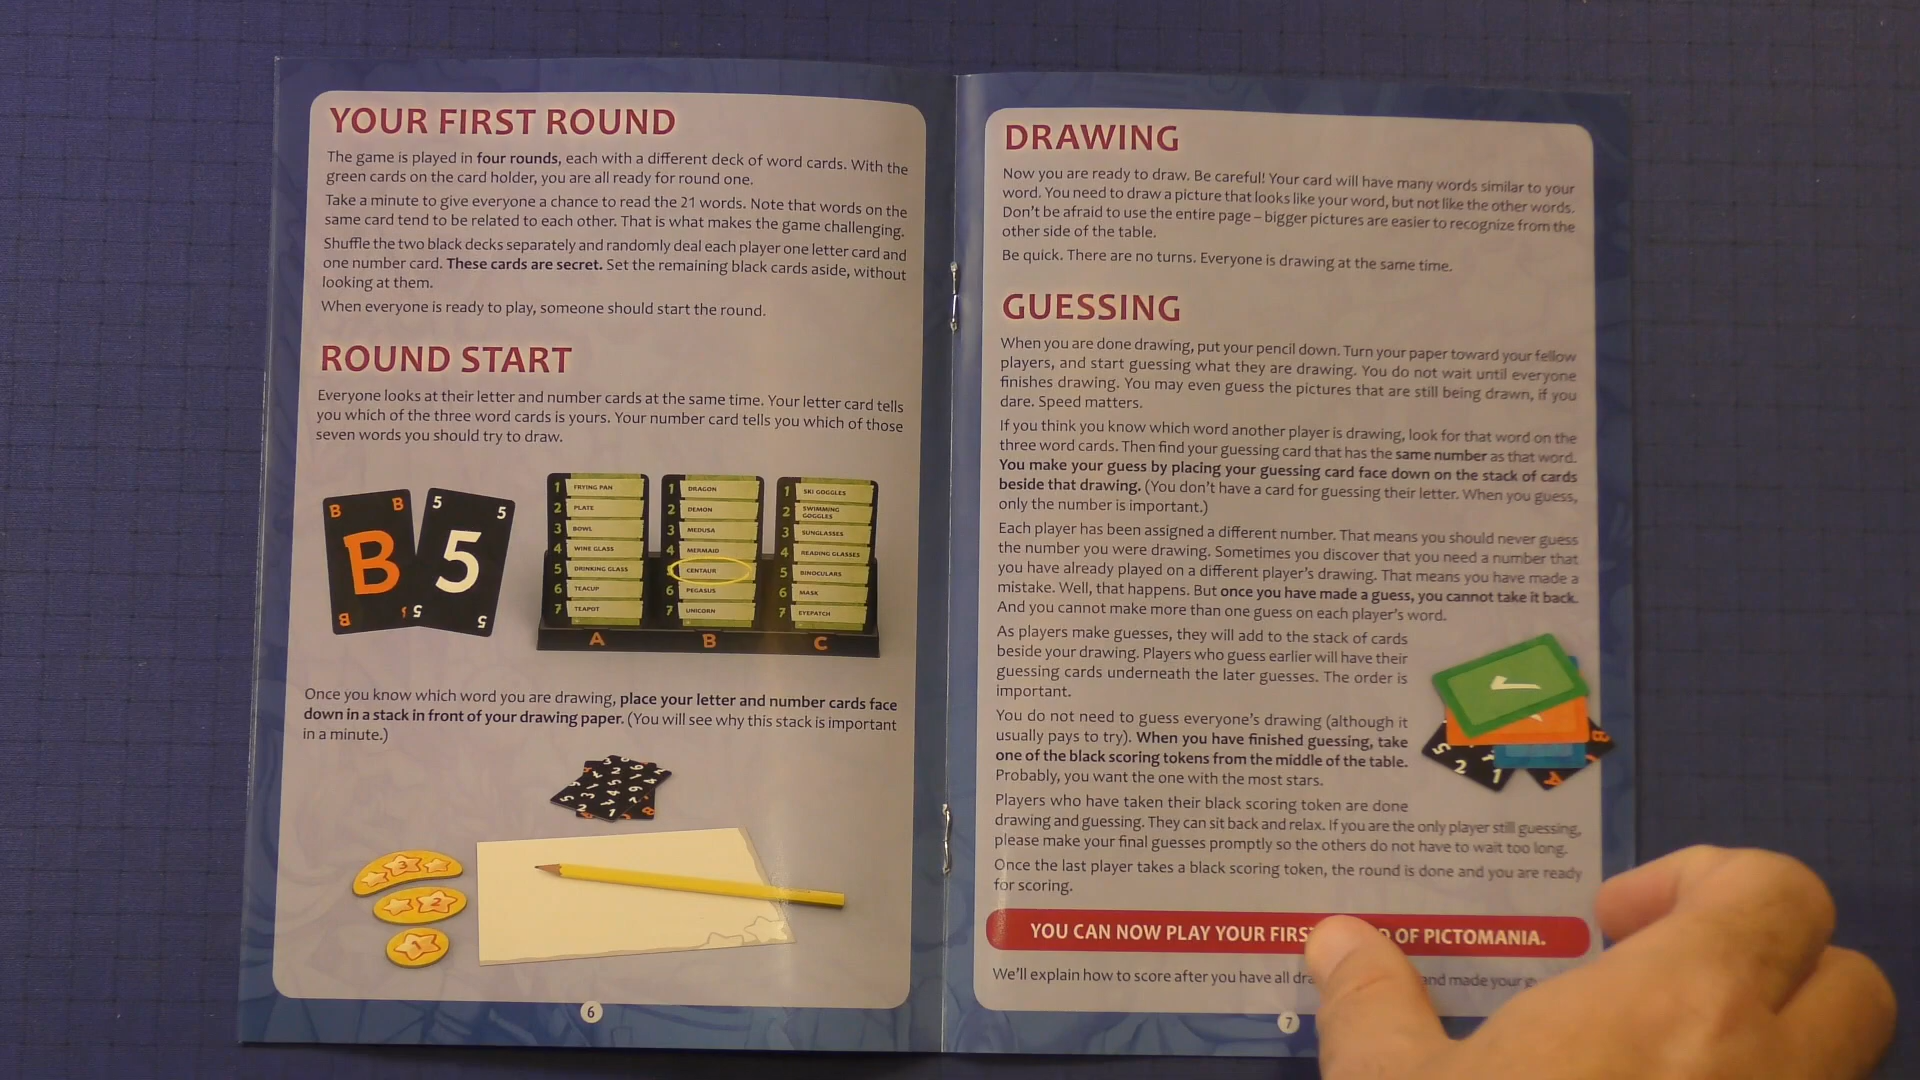 YOUR FIRST ROUND
The game is played in four rounds, each with a different deck of word cards. With the
green cards on the card holder, you are all ready for round one.
Take a minute to give everyone a chance to read the 21 words. Note that words on the
same card tend to be related to each other. That is what makes the game challenging.
Shuffle the two black decks separately and randomly deal each player one letter card and
one number card. These cards are secret. Set the remaining black cards aside, without
looking at them.
When everyone is ready to play, someone should start the round.
ROUND START
Everyone looks at their letter and number cards at the same time. Your letter card tells
you which of the three word cards is yours. Your number card tells you which of those
seven words you should try to draw.
B B 5 5
B 5
B 5 5
1 FRYING PAN
2 PLATE
3 BOWL
4 WINE GLASS
5 DRINKING GLASS
6 TEACUP
7 TEAPOT
A
1 DRAGON
2 DEMON
3 MEDUSA
4 MERMAID
CENTAUR
6 PEGASUS
7 UNICORN
B
1 SKI GOGGLES
2 SWIMMING
GOGGLES
3 SUNGLASSES
4 READING GLASSES
5 BINOCULARS
6 MASK
7 EYEPATCH
C
Once you know which word you are drawing, place your letter and number cards face
down in a stack in front of your drawing paper. (You will see why this stack is important
in a minute.)
3
2
1
6
DRAWING
Now you are ready to draw. Be careful! Your card will have many words similar to your
word. You need to draw a picture that looks like your word, but not like the other words.
Don't be afraid to use the entire page – bigger pictures are easier to recognize from the
other side of the table.
Be quick. There are no turns. Everyone is drawing at the same time.
GUESSING
When you are done drawing, put your pencil down. Turn your paper toward your fellow
players, and start guessing what they are drawing. You do not wait until everyone
finishes drawing. You may even guess the pictures that are still being drawn, if you
dare. Speed matters.
If you think you know which word another player is drawing, look for that word on the
three word cards. Then find your guessing card that has the same number as that word.
You make your guess by placing your guessing card face down on the stack of cards
beside that drawing. (You don't have a card for guessing their letter. When you guess,
only the number is important.)
Each player has been assigned a different number. That means you should never guess
the number you were drawing. Sometimes you discover that you need a number that
you have already played on a different player's drawing. That means you have made a
mistake. Well, that happens. But once you have made a guess, you cannot take it back.
And you cannot make more than one guess on each player's word.
As players make guesses, they will add to the stack of cards
beside your drawing. Players who guess earlier will have their
guessing cards underneath the later guesses. The order is
important.
You do not need to guess everyone's drawing (although it
usually pays to try). When you have finished guessing, take
one of the black scoring tokens from the middle of the table.
Probably, you want the one with the most stars.
Players who have taken their black scoring token are done
drawing and guessing. They can sit back and relax. If you are the only player still guessing,
please make your final guesses promptly so the others do not have to wait too long.
Once the last player takes a black scoring token, the round is done and you are ready
for scoring.
YOU CAN NOW PLAY YOUR OF PICTOMANIA.
We'll explain how to score after you have all and made your
7